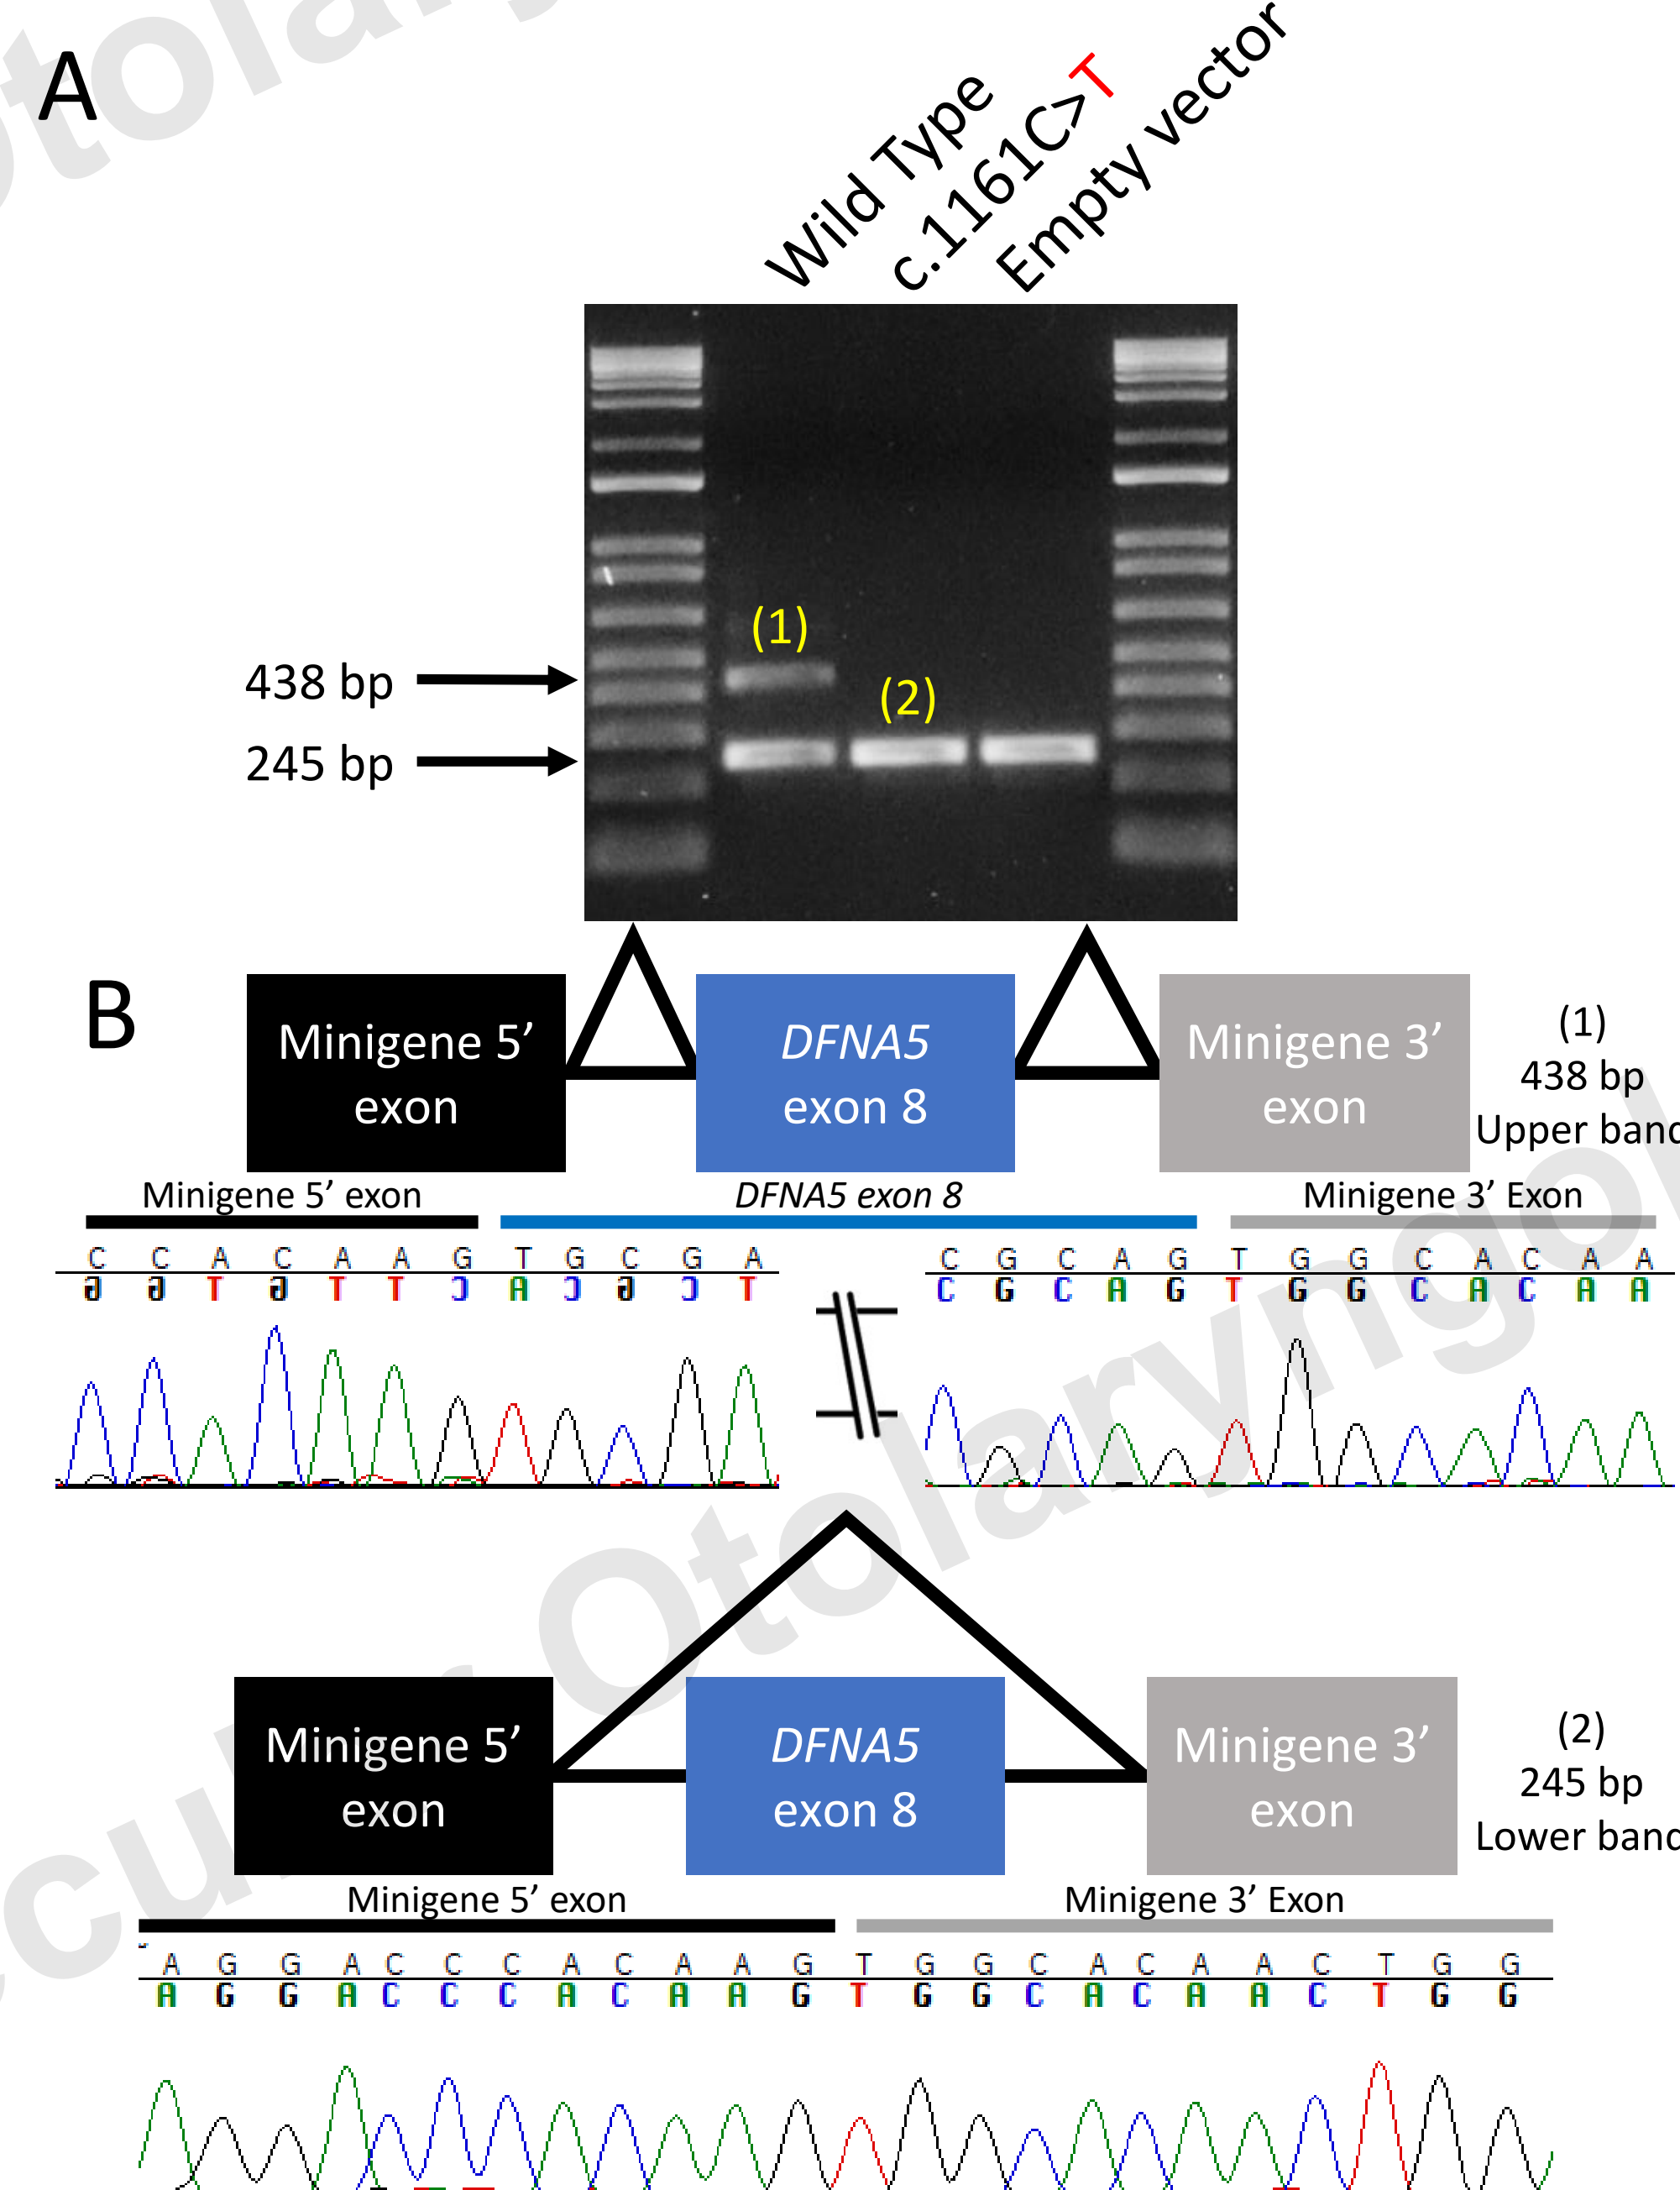 A
Wild Type
c.1161C>T
Empty vector
(1)
438 bp
(2)
245 bp
B
Minigene 5’ exon
DFNA5 exon 8
Minigene 3’ exon
(1)
438 bp
Upper band
Minigene 5’ exon
DFNA5 exon 8
Minigene 3’ Exon
C C A C A A G T G C G A
G G T G T T C A C G C T
C G C A G T G G C A C A A
C G C A G T G G C A C A A
Minigene 5’ exon
DFNA5 exon 8
Minigene 3’ exon
(2)
245 bp
Lower band
Minigene 5’ exon
Minigene 3’ Exon
A G G A C C C A C A A G T G G C A C A A C T G G
A G G A C C C A C A A G T G G C A C A A C T G G